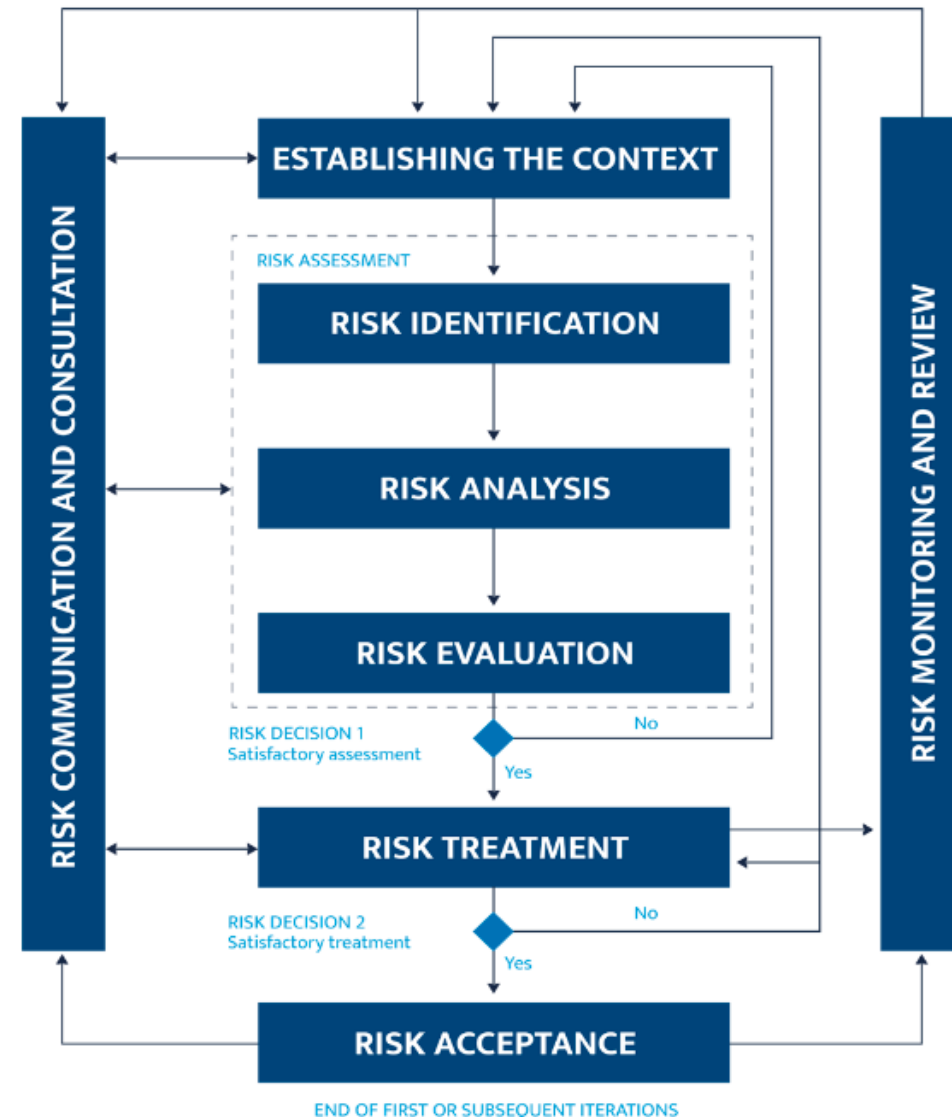 ESTABLISHING THE CONTEXT
RISK COMMUNICATION AND CONSULTATION
RISK MONITORING AND REVIEW
RISK ASSESSMENT
RISK IDENTIFICATION
RISK ANALYSIS
RISK EVALUATION
RISK DECISION 1
Satisfactory assessment
No
Yes
RISK TREATMENT
RISK DECISION 2
Satisfactory treatment
No
Yes
RISK ACCEPTANCE
END OF FIRST OR SUBSEQUENT ITERATIONS